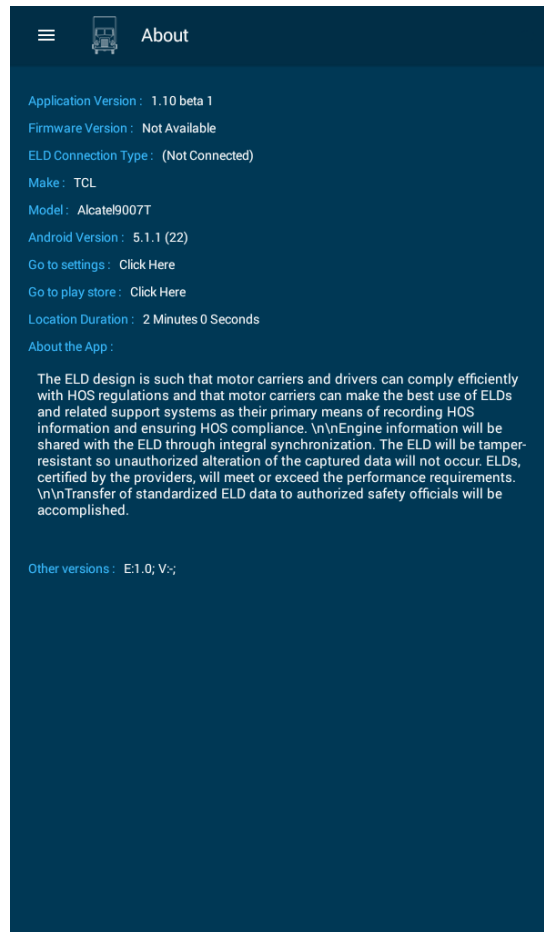 About
Application Version : 1.10 beta 1
Firmware Version : Not Available
ELD Connection Type : (Not Connected)
Make : TCL
Model : Alcatel9007T
Android Version : 5.1.1 (22)
Go to settings : Click Here
Go to play store : Click Here
Location Duration : 2 Minutes 0 Seconds
About the App :
The ELD design is such that motor carriers and drivers can comply efficiently
with HOS regulations and that motor carriers can make the best use of ELDs
and related support systems as their primary means of recording HOS
information and ensuring HOS compliance. \n\nEngine information will be
shared with the ELD through integral synchronization. The ELD will be tamper-
resistant so unauthorized alteration of the captured data will not occur. ELDs,
certified by the providers, will meet or exceed the performance requirements.
\n\nTransfer of standardized ELD data to authorized safety officials will be
accomplished.
Other versions : E:1.0; V:-;